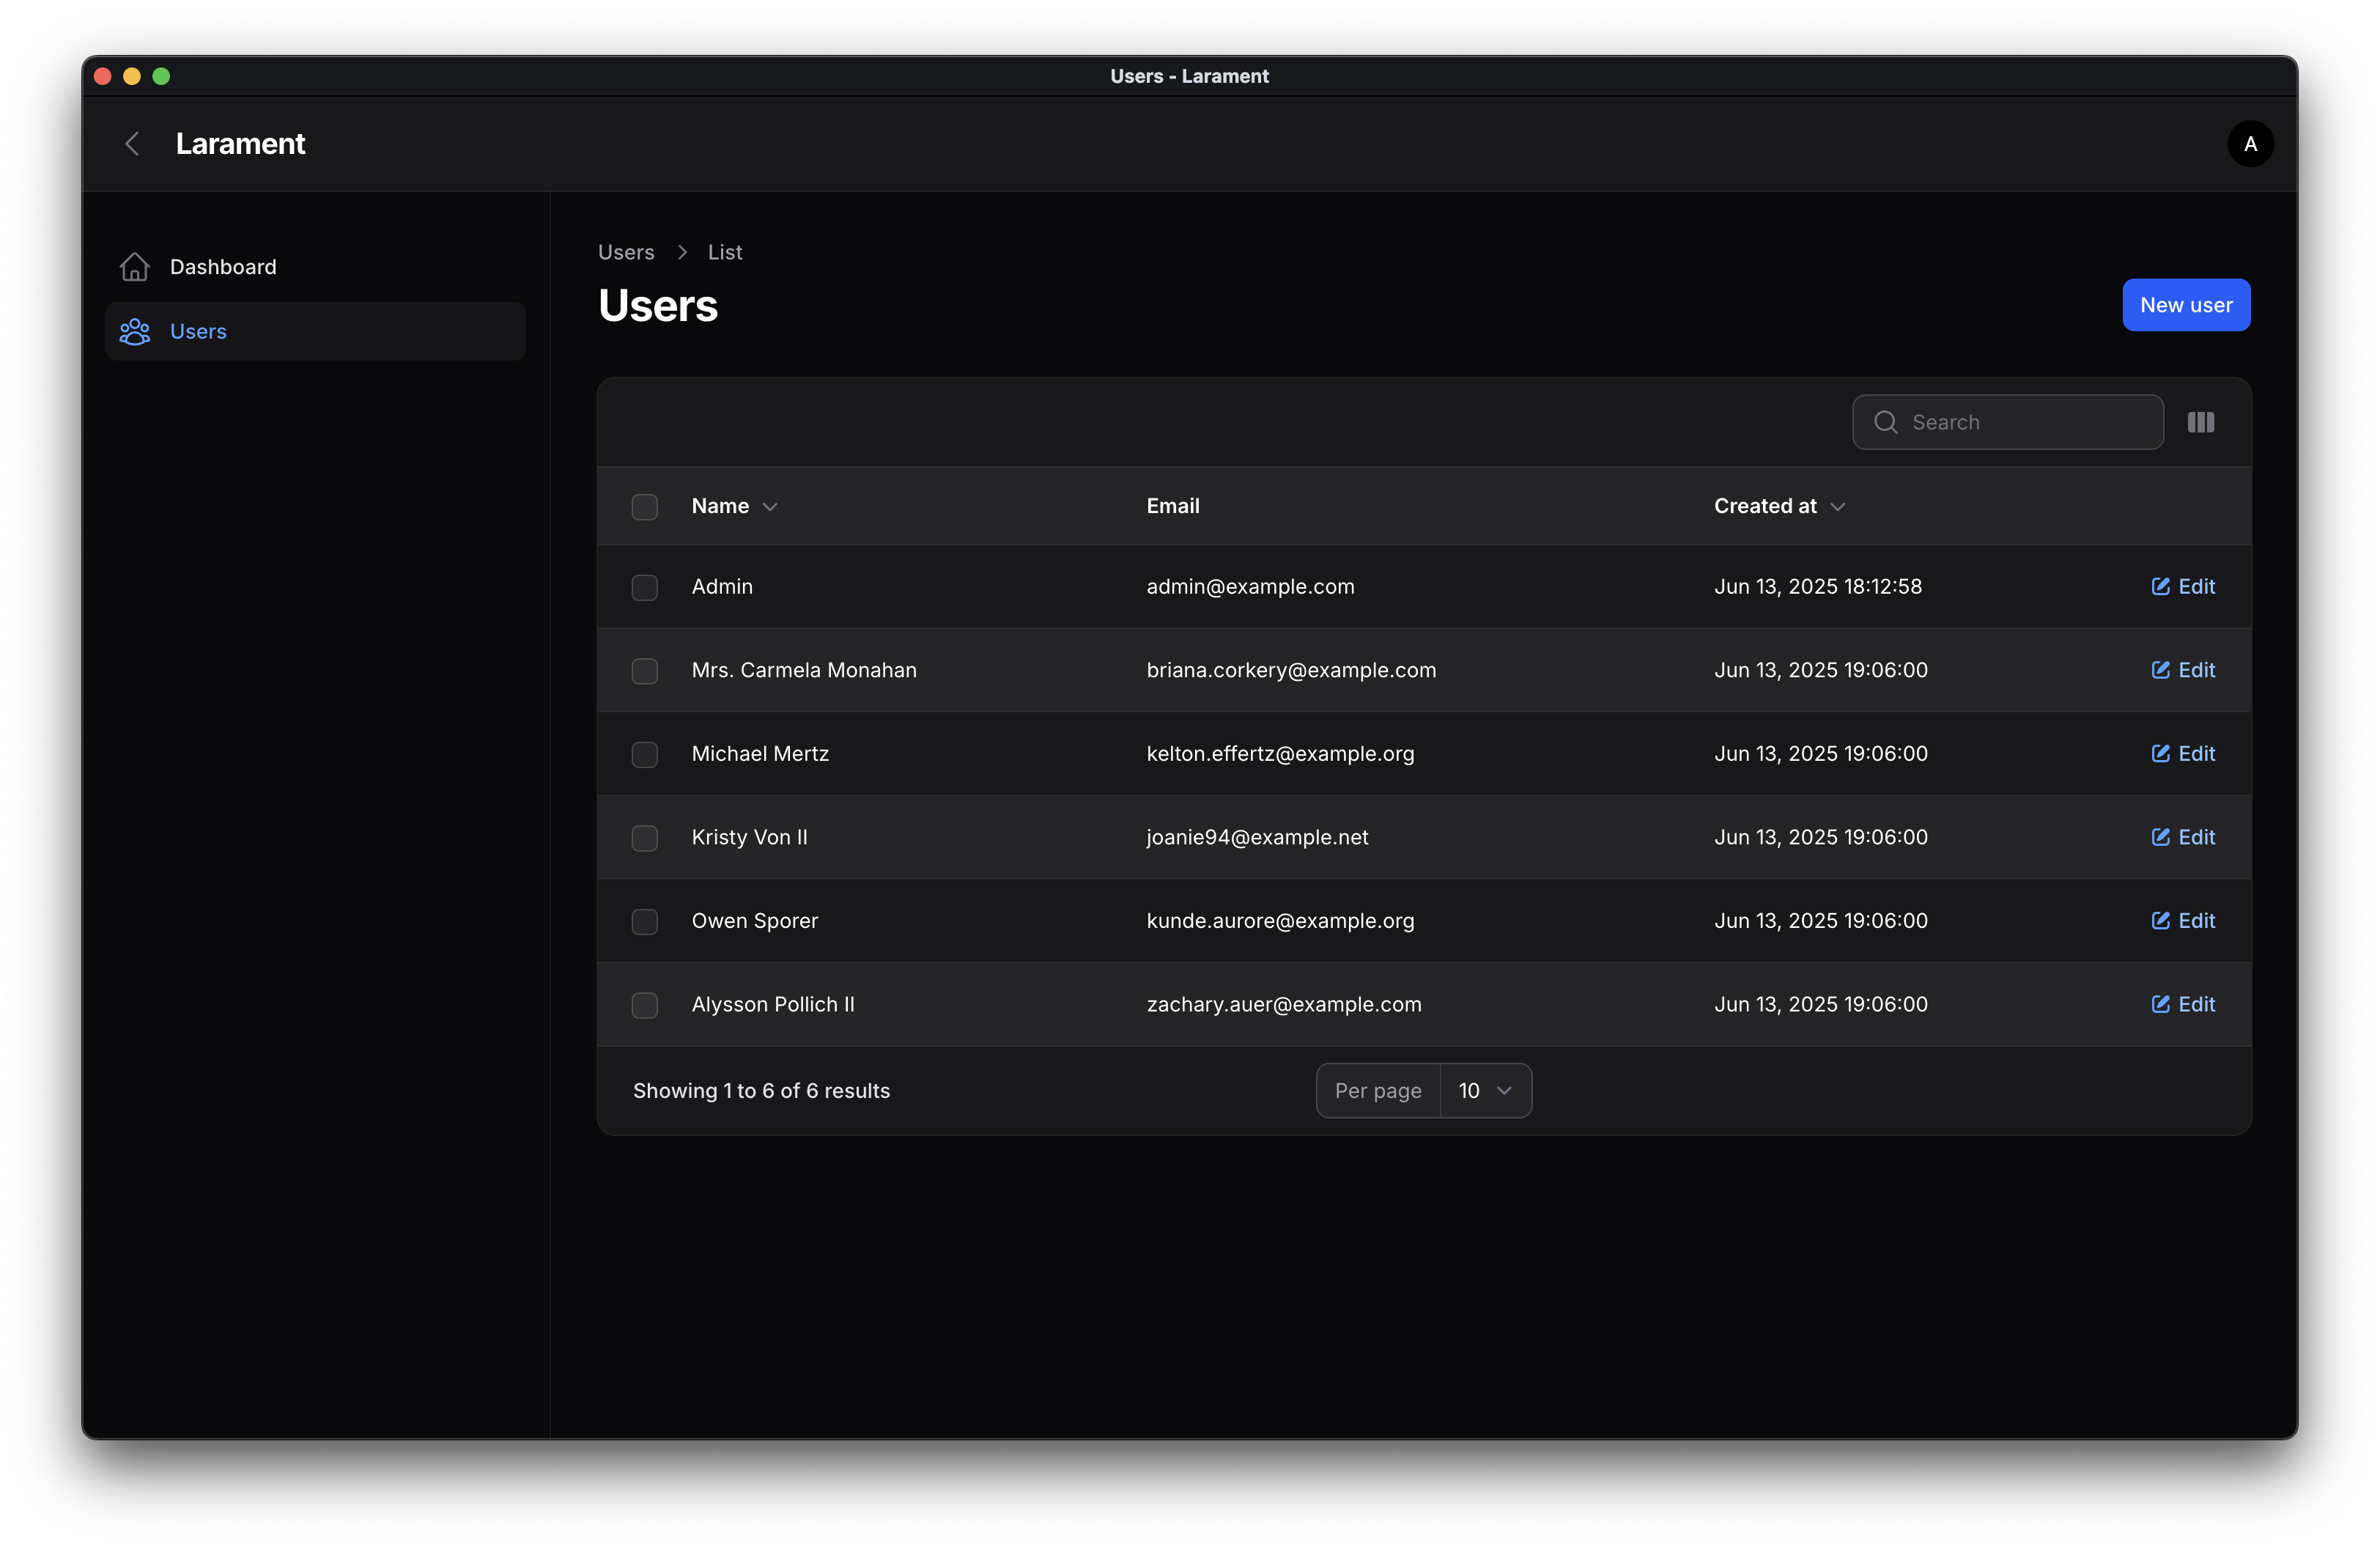 Users - Larament
Larament
A
Dashboard
Users
Users > List
Users
New user
Search
Name Email Created at
Admin admin@example.com Jun 13, 2025 18:12:58 Edit
Mrs. Carmela Monahan briana.corkery@example.com Jun 13, 2025 19:06:00 Edit
Michael Mertz kelton.effertz@example.org Jun 13, 2025 19:06:00 Edit
Kristy Von II joanie94@example.net Jun 13, 2025 19:06:00 Edit
Owen Sporer kunde.aurore@example.org Jun 13, 2025 19:06:00 Edit
Alysson Pollich II zachary.auer@example.com Jun 13, 2025 19:06:00 Edit
Showing 1 to 6 of 6 results Per page 10